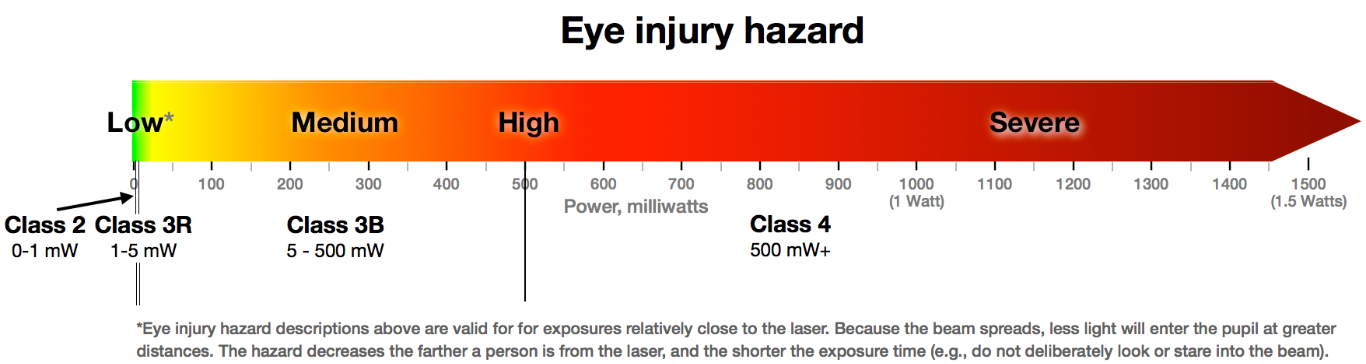 Eye injury hazard
Low* Medium High Severe
0 100 200 300 400 500 600 700 800 900 1000 1100 1200 1300 1400 1500
Power, milliwatts (1 Watt) (1.5 Watts)
Class 2 Class 3R Class 3B Class 4
0-1 mW 1-5 mW 5 - 500 mW 500 mW+
*Eye injury hazard descriptions above are valid for for exposures relatively close to the laser. Because the beam spreads, less light will enter the pupil at greater
distances. The hazard decreases the farther a person is from the laser, and the shorter the exposure time (e.g., do not deliberately look or stare into the beam).